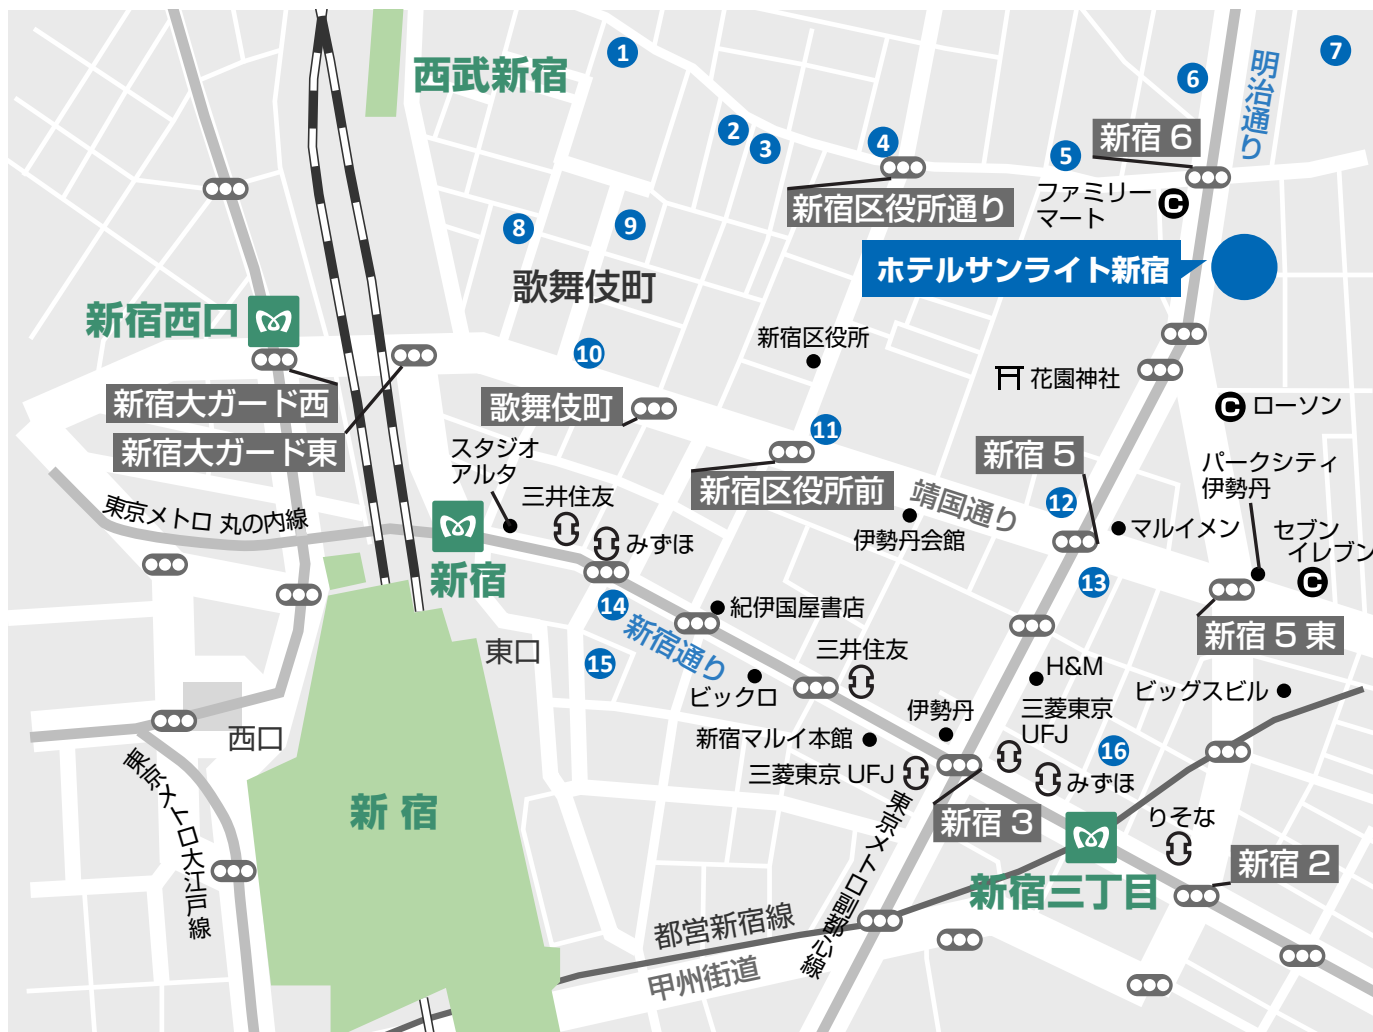 1
西武新宿
2
3
4
5
6
7
明治通り
新宿 6
ファミリー
マート
C
新宿区役所通り
8
9
歌舞伎町
ホテルサンライト新宿
新宿西口
新宿大ガード西
新宿大ガード東
10
歌舞伎町
新宿区役所
花園神社
C
ローソン
11
新宿区役所前
靖国通り
新宿 5
12
パークシティ
伊勢丹
マルイメン
セブン
イレブン
C
13
新宿 5 東
スタジオ
アルタ
三井住友
みずほ
伊勢丹会館
東京メトロ 丸の内線
新宿
14
新宿通り
15
紀伊国屋書店
東口
ビックロ
三井住友
H&M
ビッグスビル
西口
新宿マルイ本館
伊勢丹
三菱東京
UFJ
三菱東京 UFJ
16
みずほ
新宿 3
りそな
新宿 2
東京メトロ大江戸線
新 宿
東京メトロ副都心線
新宿三丁目
都営新宿線
甲州街道